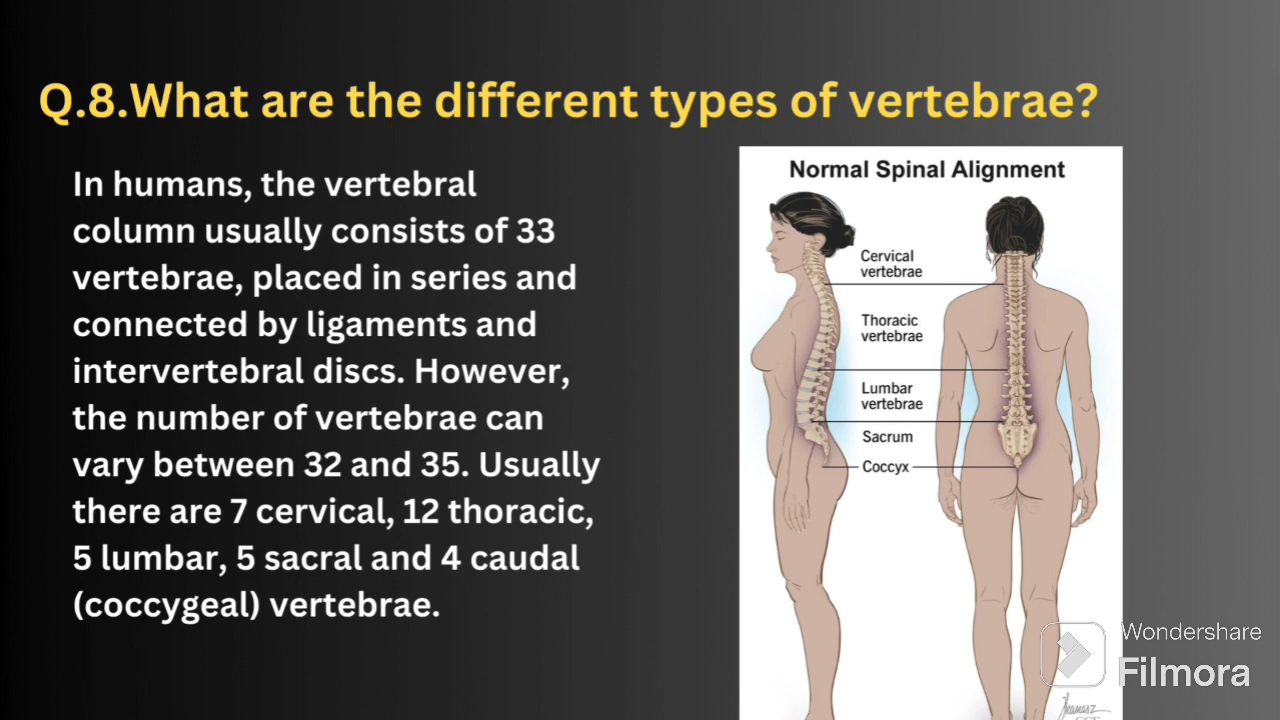 Q.8.What are the different types of vertebrae?
In humans, the vertebral
column usually consists of 33
vertebrae, placed in series and
connected by ligaments and
intervertebral discs. However,
the number of vertebrae can
vary between 32 and 35. Usually
there are 7 cervical, 12 thoracic,
5 lumbar, 5 sacral and 4 caudal
(coccygeal) vertebrae.
Normal Spinal Alignment
Cervical
vertebrae
Thoracic
vertebrae
Lumbar
vertebrae
Sacrum
Coccyx
Wondershare
Filmora